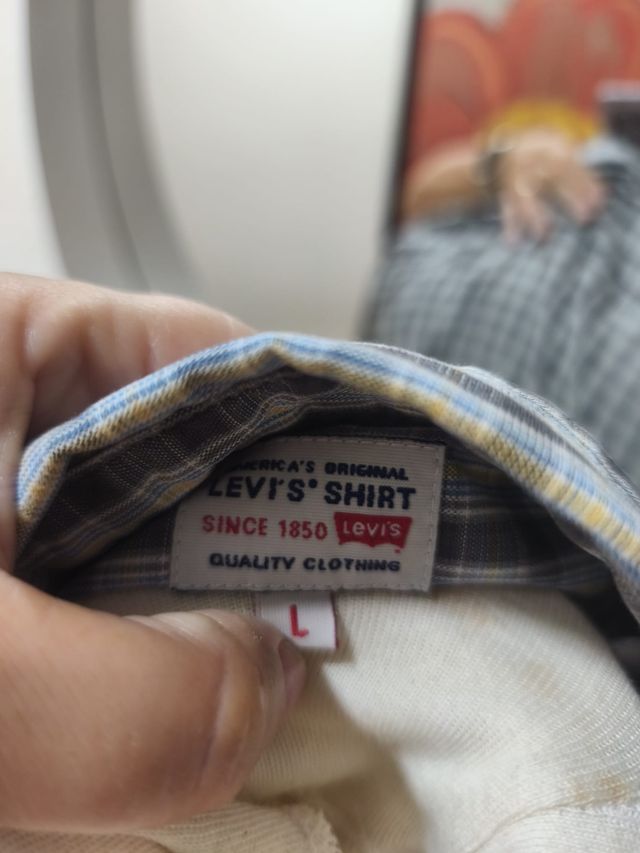 AMERICA'S ORIGINAL
LEVI'S® SHIRT
SINCE 1850 Levi's
QUALITY CLOTHING
L